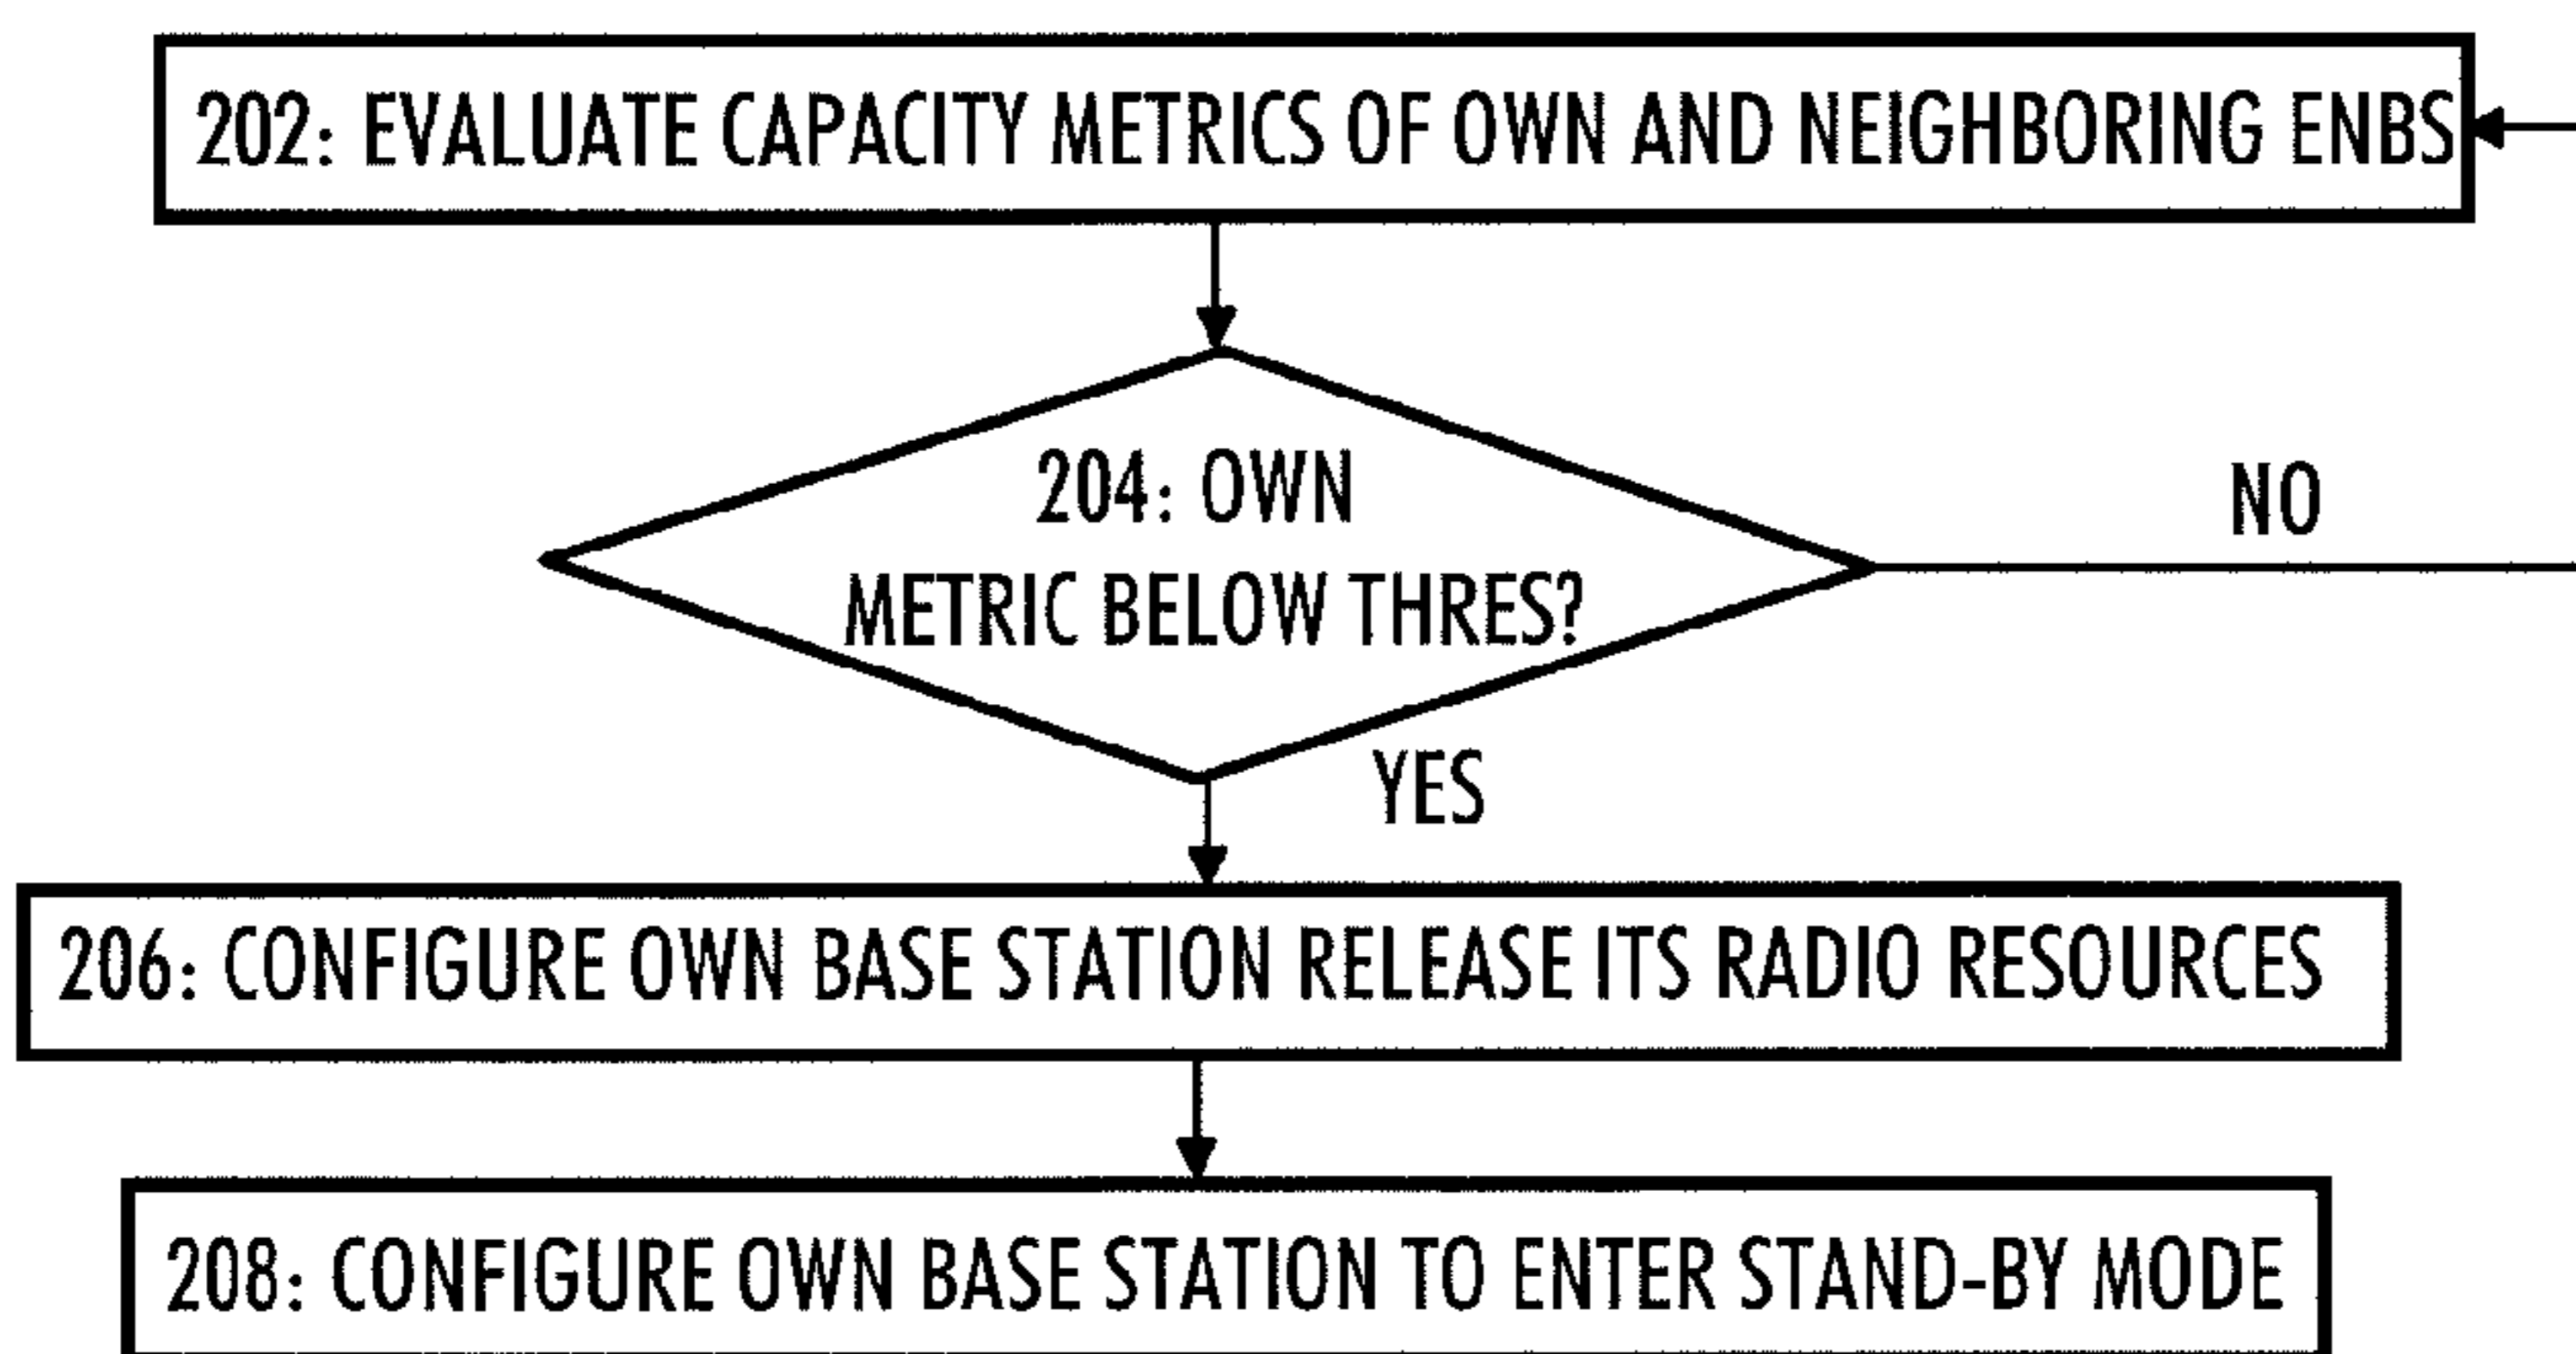 202: EVALUATE CAPACITY METRICS OF OWN AND NEIGHBORING ENBS
204: OWN
METRIC BELOW THRES?
NO
YES
206: CONFIGURE OWN BASE STATION RELEASE ITS RADIO RESOURCES
208: CONFIGURE OWN BASE STATION TO ENTER STAND-BY MODE